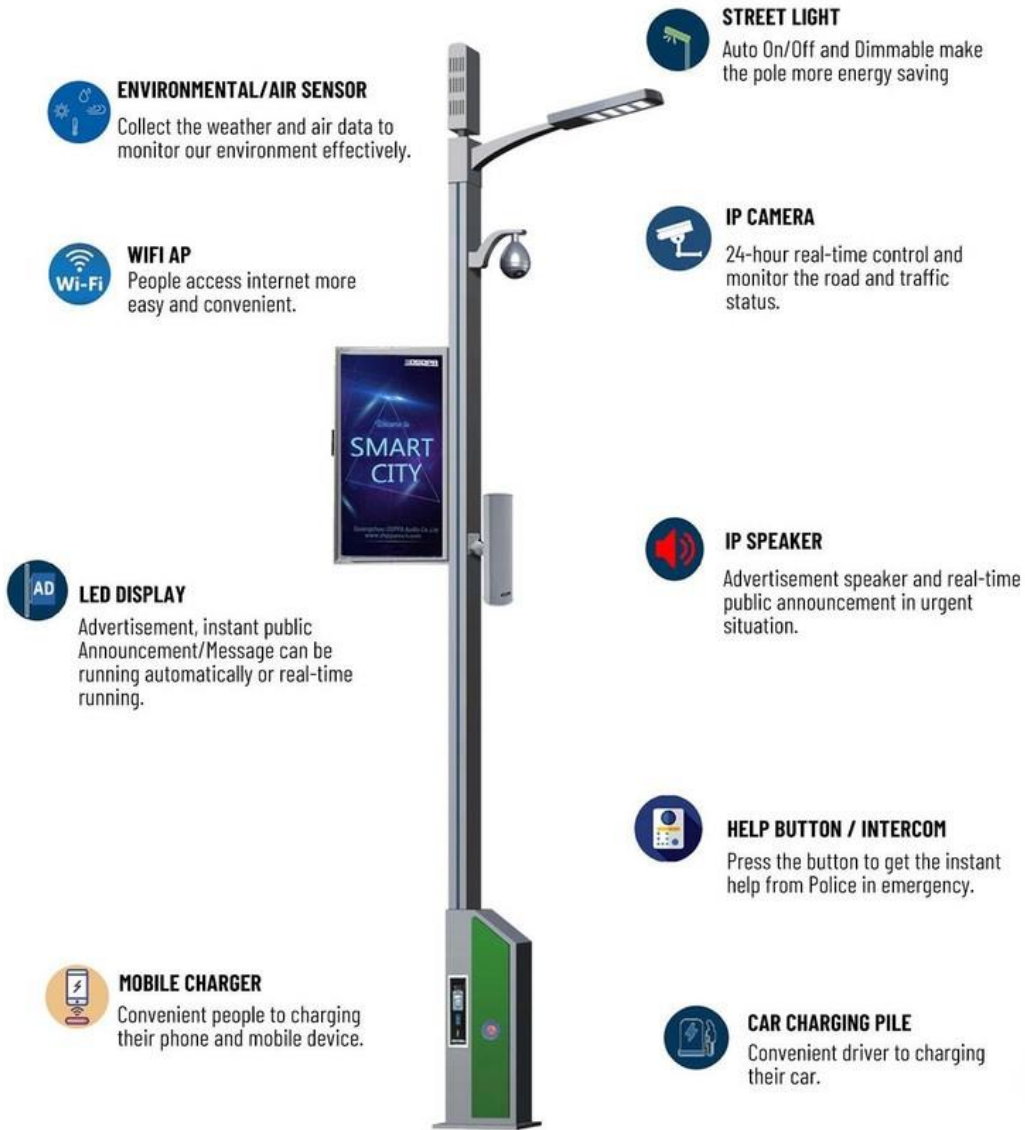 STREET LIGHT
Auto On/Off and Dimmable make
the pole more energy saving
ENVIRONMENTAL/AIR SENSOR
Collect the weather and air data to
monitor our environment effectively.
IP CAMERA
24-hour real-time control and
monitor the road and traffic
status.
Wi-Fi
WIFI AP
People access internet more
easy and convenient.
SMART
CITY
IP SPEAKER
Advertisement speaker and real-time
public announcement in urgent
situation.
AD
LED DISPLAY
Advertisement, instant public
Announcement/Message can be
running automatically or real-time
running.
HELP BUTTON / INTERCOM
Press the button to get the instant
help from Police in emergency.
MOBILE CHARGER
Convenient people to charging
their phone and mobile device.
CAR CHARGING PILE
Convenient driver to charging
their car.